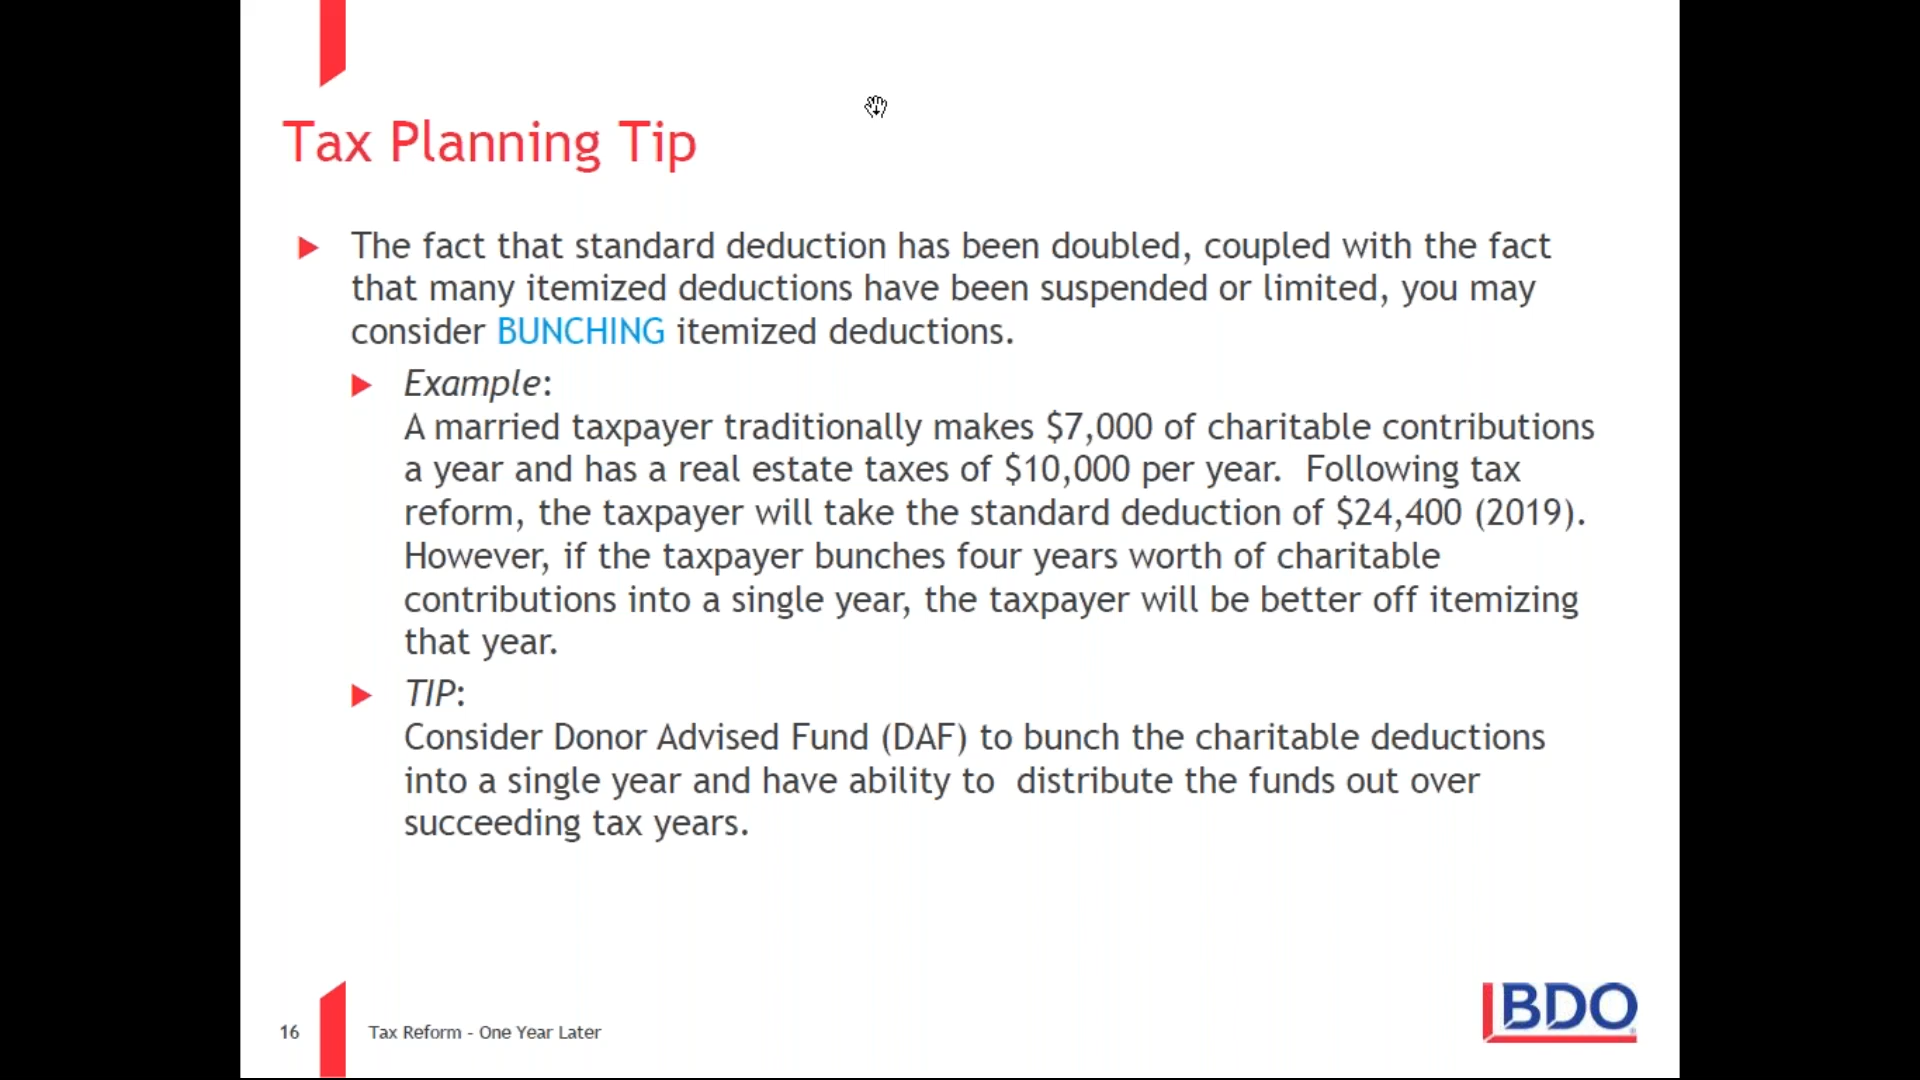 Tax Planning Tip
The fact that standard deduction has been doubled, coupled with the fact
that many itemized deductions have been suspended or limited, you may
consider BUNCHING itemized deductions.
Example:
A married taxpayer traditionally makes $7,000 of charitable contributions
a year and has a real estate taxes of $10,000 per year. Following tax
reform, the taxpayer will take the standard deduction of $24,400 (2019).
However, if the taxpayer bunches four years worth of charitable
contributions into a single year, the taxpayer will be better off itemizing
that year.
TIP:
Consider Donor Advised Fund (DAF) to bunch the charitable deductions
into a single year and have ability to distribute the funds out over
succeeding tax years.
16 Tax Reform - One Year Later
BDO